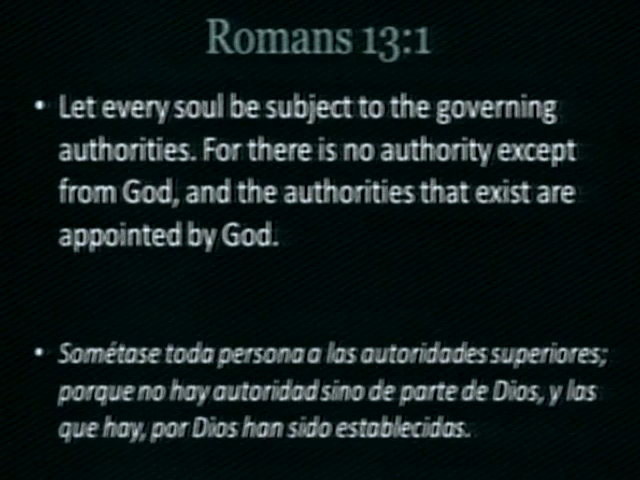 Romans 13:1
• Let every soul be subject to the governing
authorities. For there is no authority except
from God, and the authorities that exist are
appointed by God.
• Sométase toda persona a las autoridades superiores;
porque no hay autoridad sino de parte de Dios, y las
que hay, por Dios han sido establecidas.